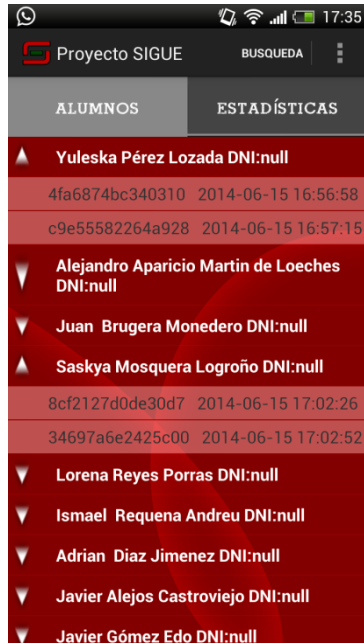 17:35
Proyecto SIGUE
BUSQUEDA
ALUMNOS
ESTADÍSTICAS
Yuleska Pérez Lozada DNI:null
4fa6874bc340310 2014-06-15 16:56:58
c9e55582264a928 2014-06-15 16:57:15
Alejandro Aparicio Martin de Loeches
DNI:null
Juan Brugera Monedero DNI:null
Saskya Mosquera Logroño DNI:null
8cf2127d0de30d7 2014-06-15 17:02:26
34697a6e2425c00 2014-06-15 17:02:52
Lorena Reyes Porras DNI:null
Ismael Requena Andreu DNI:null
Adrian Diaz Jimenez DNI:null
Javier Alejos Castroviejo DNI:null
Javier Gómez Edo DNI:null